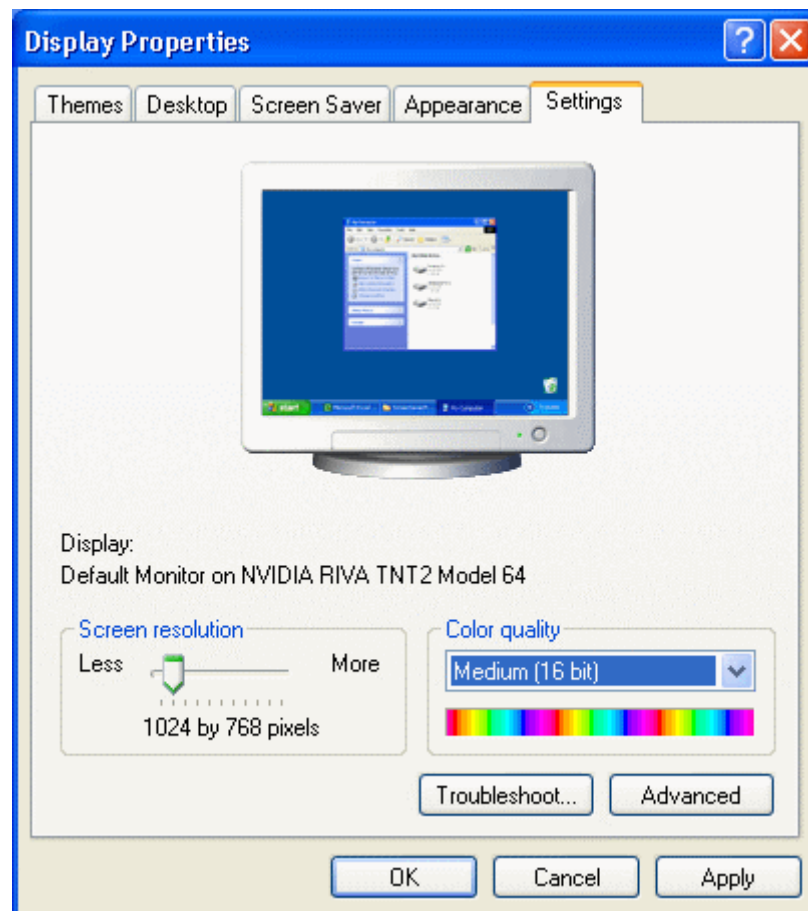 Display Properties
Themes Desktop Screen Saver Appearance Settings
start
Display:
Default Monitor on NVIDIA RIVA TNT2 Model 64
Screen resolution
Less More
1024 by 768 pixels
Color quality
Medium (16 bit)
Troubleshoot... Advanced
OK Cancel Apply